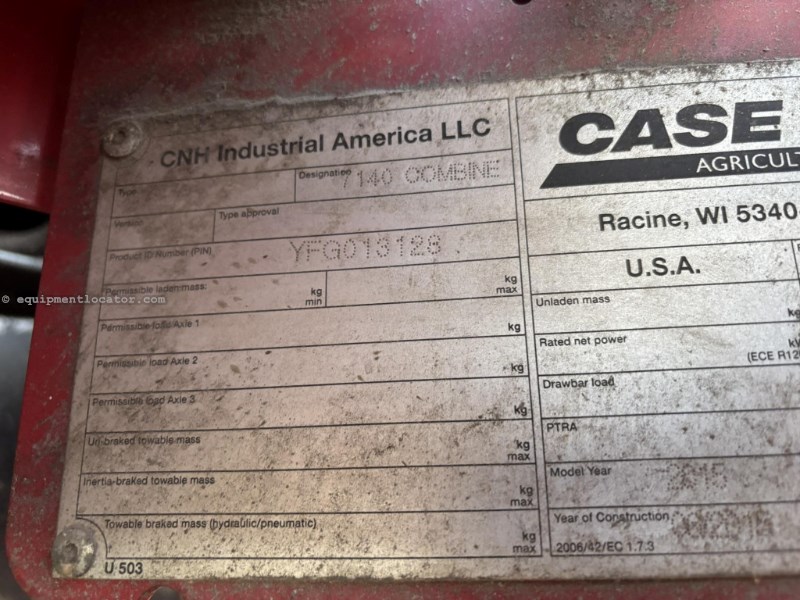 CNH Industrial America LLC
CASE
AGRICULT
Type
Designation 7140 COMBINE
Version
Type approval
Racine, WI 5340
Product ID Number (PIN) YFG013128
U.S.A.
Permissible laden mass:
kg min
kg max
Unladen mass
Permissible load Axle 1 kg
Rated net power
(ECE R12
Permissible load Axle 2 kg
Drawbar load
Permissible load Axle 3 kg
PTRA
Un-braked towable mass kg max
Model Year 2015
Inertia-braked towable mass kg max
Year of Construction
2006/42/EC 1.7.3
Towable braked mass (hydraulic/pneumatic) kg max
U 503
© equipmentlocator.com